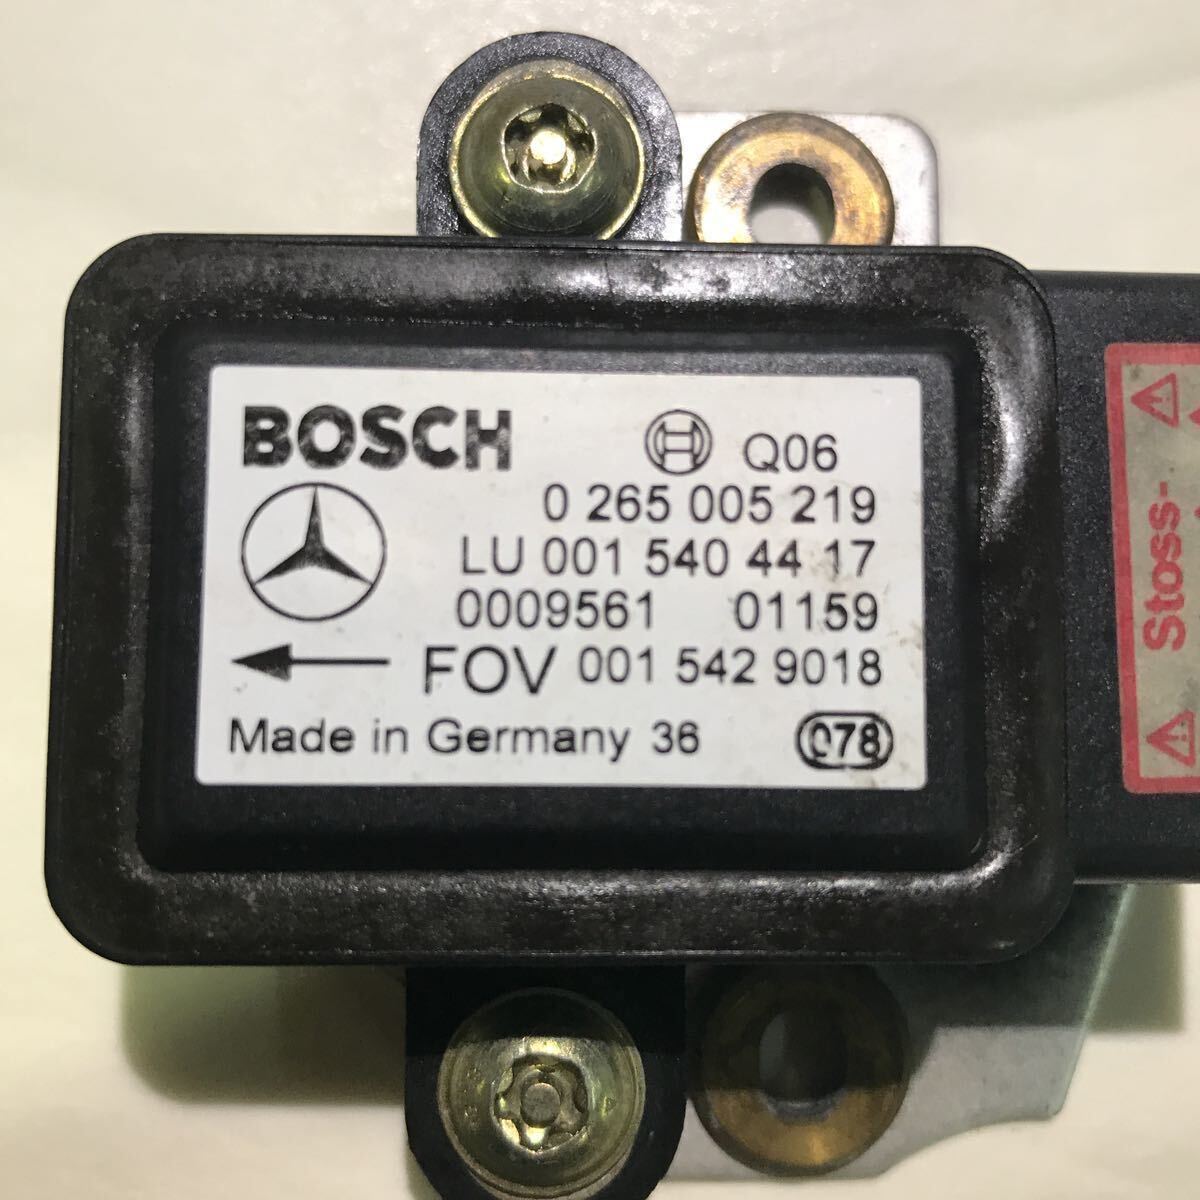 BOSCH Q06
0 265 005 219
LU 001 540 44 17
0009561 01159
FOV 001 542 9018
Made in Germany 36 078
Stoss-